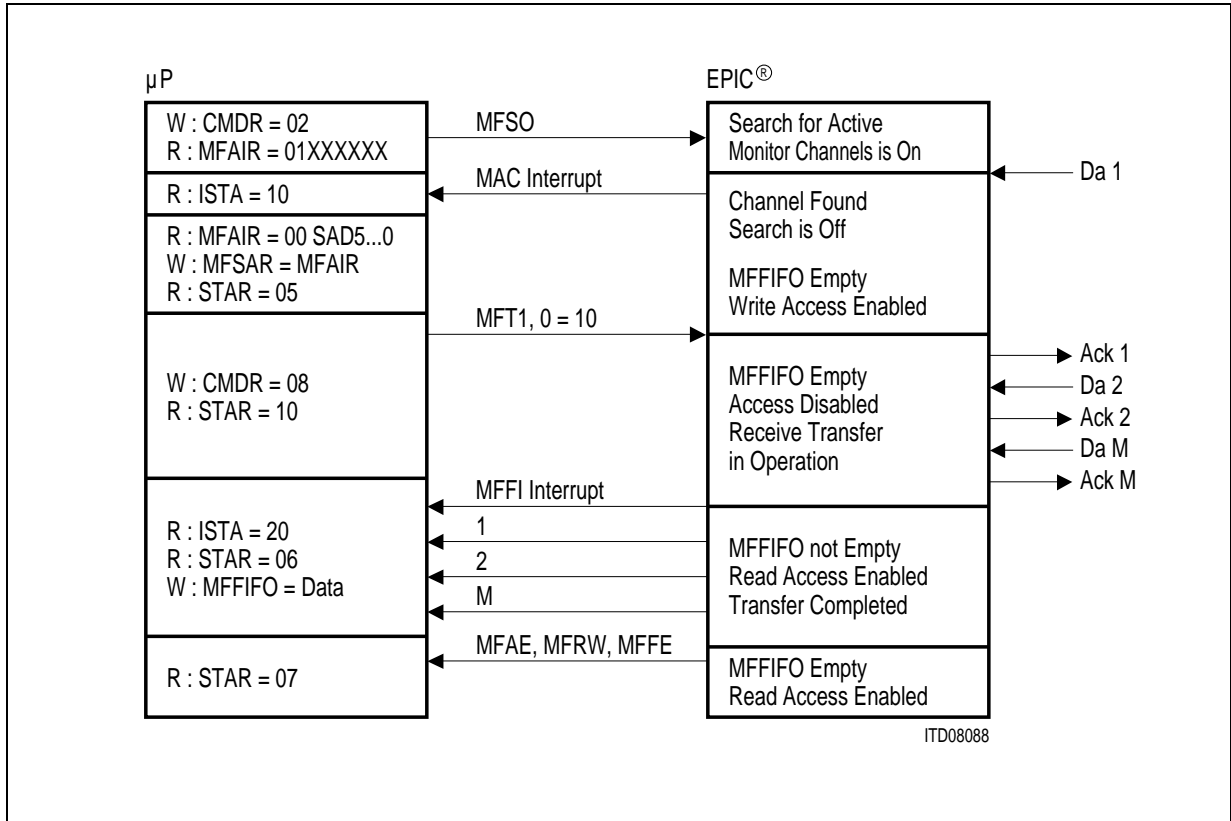 µP
EPIC®
W : CMDR = 02
R : MFAIR = 01XXXXXX
MFSO
Search for Active
Monitor Channels is On
Da 1
R : ISTA = 10
MAC Interrupt
Channel Found
Search is Off
MFFIFO Empty
Write Access Enabled
R : MFAIR = 00 SAD5...0
W : MFSAR = MFAIR
R : STAR = 05
MFT1, 0 = 10
W : CMDR = 08
R : STAR = 10
MFFIFO Empty
Access Disabled
Receive Transfer
in Operation
Ack 1
Da 2
Ack 2
Da M
Ack M
MFFI Interrupt
1
2
M
R : ISTA = 20
R : STAR = 06
W : MFFIFO = Data
MFFIFO not Empty
Read Access Enabled
Transfer Completed
R : STAR = 07
MFAE, MFRW, MFFE
MFFIFO Empty
Read Access Enabled
ITD08088